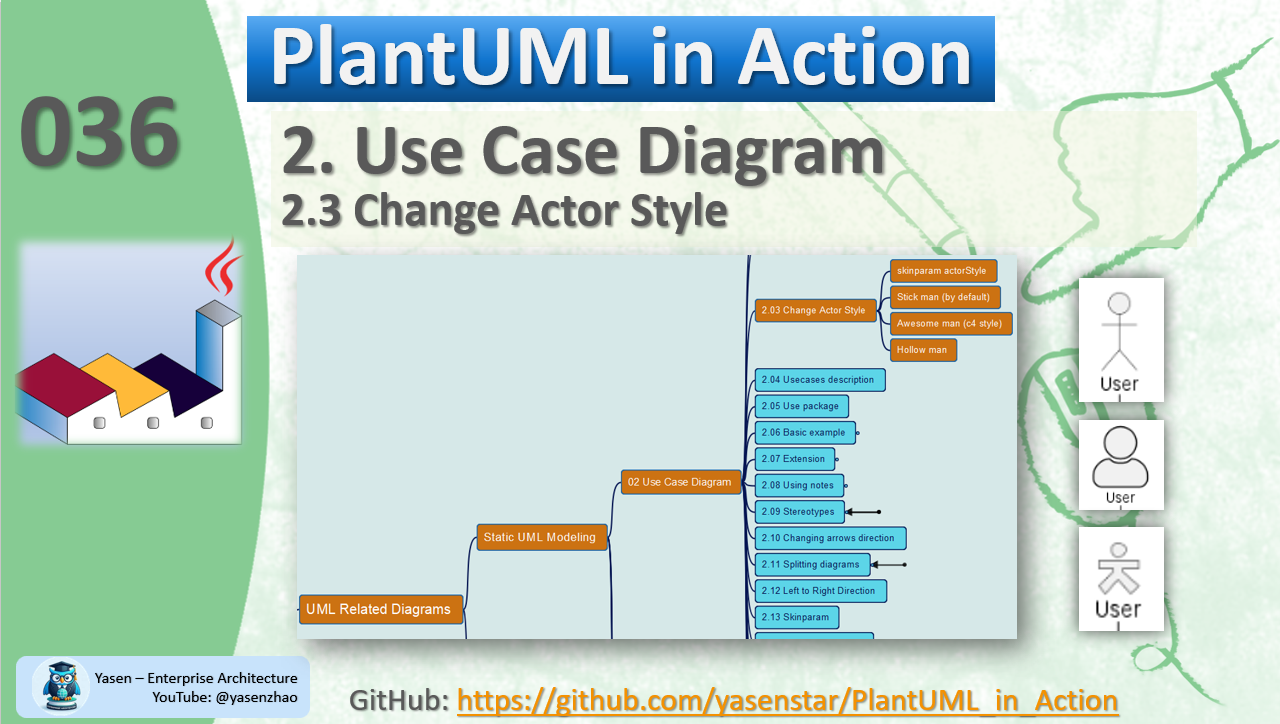 PlantUML in Action
036
2. Use Case Diagram
2.3 Change Actor Style
skinparam actorStyle
Stick man (by default)
2.03 Change Actor Style
Awesome man (c4 style)
Hollow man
2.04 Usecases description
2.05 Use package
2.06 Basic example
2.07 Extension
02 Use Case Diagram
2.08 Using notes
2.09 Stereotypes
Static UML Modeling
2.10 Changing arrows direction
2.11 Splitting diagrams
2.12 Left to Right Direction
UML Related Diagrams
2.13 Skinparam
User
User
User
Yasen – Enterprise Architecture
YouTube: @yasenzhao
GitHub: https://github.com/yasenstar/PlantUML_in_Action